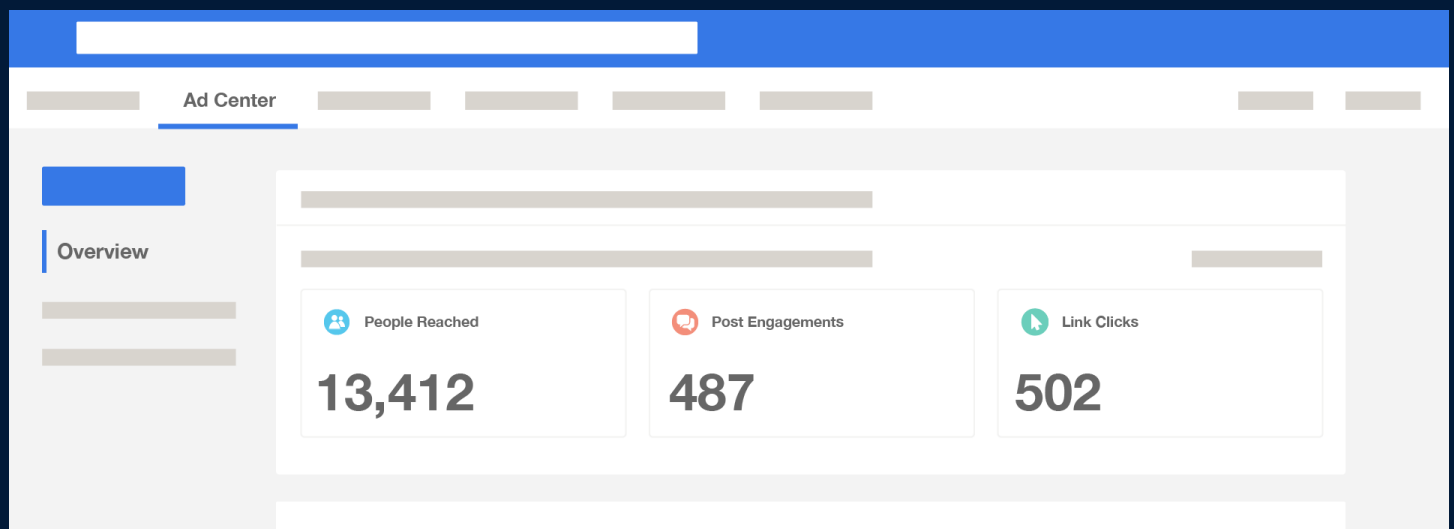 Ad Center
Overview
People Reached
13,412
Post Engagements
487
Link Clicks
502